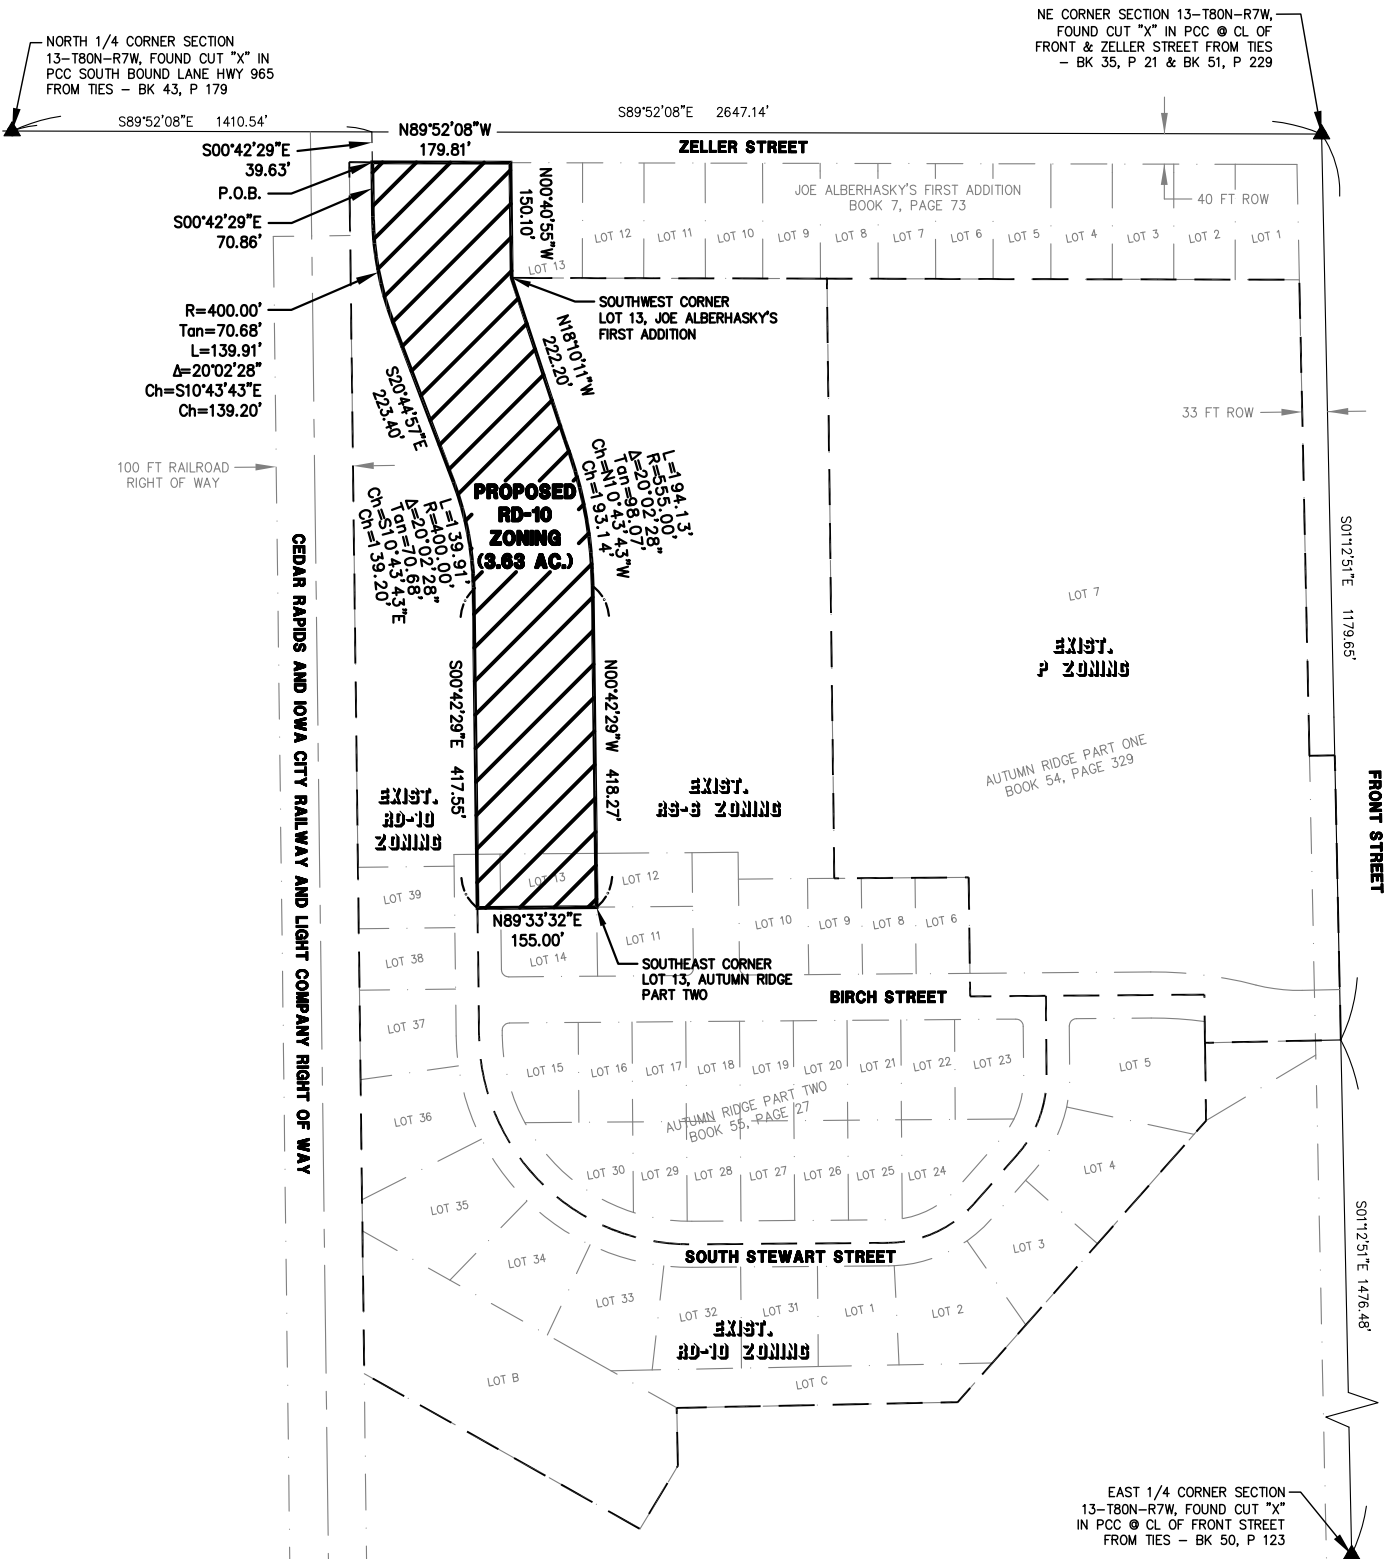 NORTH 1/4 CORNER SECTION
13-T80N-R7W, FOUND CUT "X" IN
PCC SOUTH BOUND LANE HWY 965
FROM TIES - BK 43, P 179
NE CORNER SECTION 13-T80N-R7W,
FOUND CUT "X" IN PCC @ CL OF
FRONT & ZELLER STREET FROM TIES
- BK 35, P 21 & BK 51, P 229
S89°52'08"E 1410.54'
S89°52'08"E 2647.14'
N89°52'08"W
179.81'
ZELLER STREET
S00°42'29"E
39.63'
P.O.B.
S00°42'29"E
70.86'
N00°40'55"W
150.10'
JOE ALBERHASKY'S FIRST ADDITION
BOOK 7, PAGE 73
40 FT ROW
LOT 13
LOT 12
LOT 11
LOT 10
LOT 9
LOT 8
LOT 7
LOT 6
LOT 5
LOT 4
LOT 3
LOT 2
LOT 1
R=400.00'
Tan=70.68'
L=139.91'
Δ=20°02'28"
Ch=S10°43'43"E
Ch=139.20'
SOUTHWEST CORNER
LOT 13, JOE ALBERHASKY'S
FIRST ADDITION
N18°10'11"W
222.20'
S20°44'57"E
223.40'
33 FT ROW
100 FT RAILROAD
RIGHT OF WAY
L=194.13'
R=555.00'
Δ=20°02'28"
Tan=98.07'
Ch=N10°43'43"W
Ch=193.14'
PROPOSED
RD-10
ZONING
(3.63 AC.)
L=139.91'
R=400.00'
Δ=20°02'28"
Tan=70.68'
Ch=S10°43'43"E
Ch=139.20'
CEDAR RAPIDS AND IOWA CITY RAILWAY AND LIGHT COMPANY RIGHT OF WAY
S01°12'51"E 1179.65'
LOT 7
EXIST.
P ZONING
AUTUMN RIDGE PART ONE
BOOK 54, PAGE 329
FRONT STREET
S00°42'29"E 417.55'
N00°42'29"W 418.27'
EXIST.
RD-10
ZONING
EXIST.
RS-6 ZONING
LOT 39
LOT 13
LOT 12
LOT 10
LOT 9
LOT 8
LOT 6
N89°33'32"E
155.00'
LOT 11
LOT 38
LOT 14
SOUTHEAST CORNER
LOT 13, AUTUMN RIDGE
PART TWO
BIRCH STREET
LOT 37
LOT 15
LOT 16
LOT 17
LOT 18
LOT 19
LOT 20
LOT 21
LOT 22
LOT 23
LOT 5
AUTUMN RIDGE PART TWO
BOOK 55, PAGE 27
LOT 36
LOT 30
LOT 29
LOT 28
LOT 27
LOT 26
LOT 25
LOT 24
LOT 4
LOT 35
LOT 34
SOUTH STEWART STREET
LOT 3
LOT 33
LOT 32
LOT 31
LOT 1
LOT 2
EXIST.
RD-10 ZONING
LOT B
LOT C
S01°12'51"E 1476.48'
EAST 1/4 CORNER SECTION
13-T80N-R7W, FOUND CUT "X"
IN PCC @ CL OF FRONT STREET
FROM TIES - BK 50, P 123